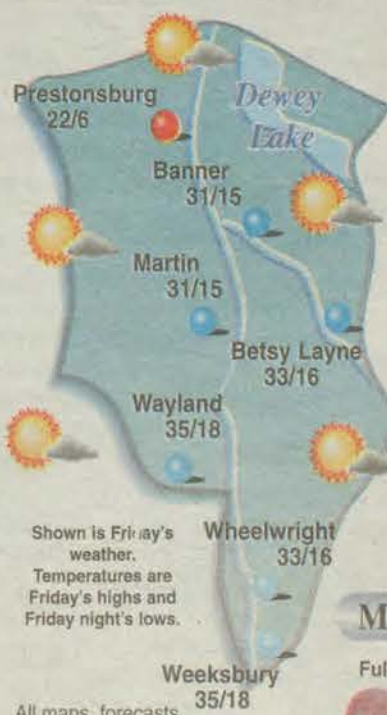 Prestonsburg
22/6
Dewey
Lake
Banner
31/15
Martin
31/15
Betsy Layne
33/16
Wayland
35/18
Shown is Friday's
weather.
Temperatures are
Friday's highs and
Friday night's lows.
Wheelwright
33/16
Weeksbury
35/18
M
Ful
All maps, forecasts